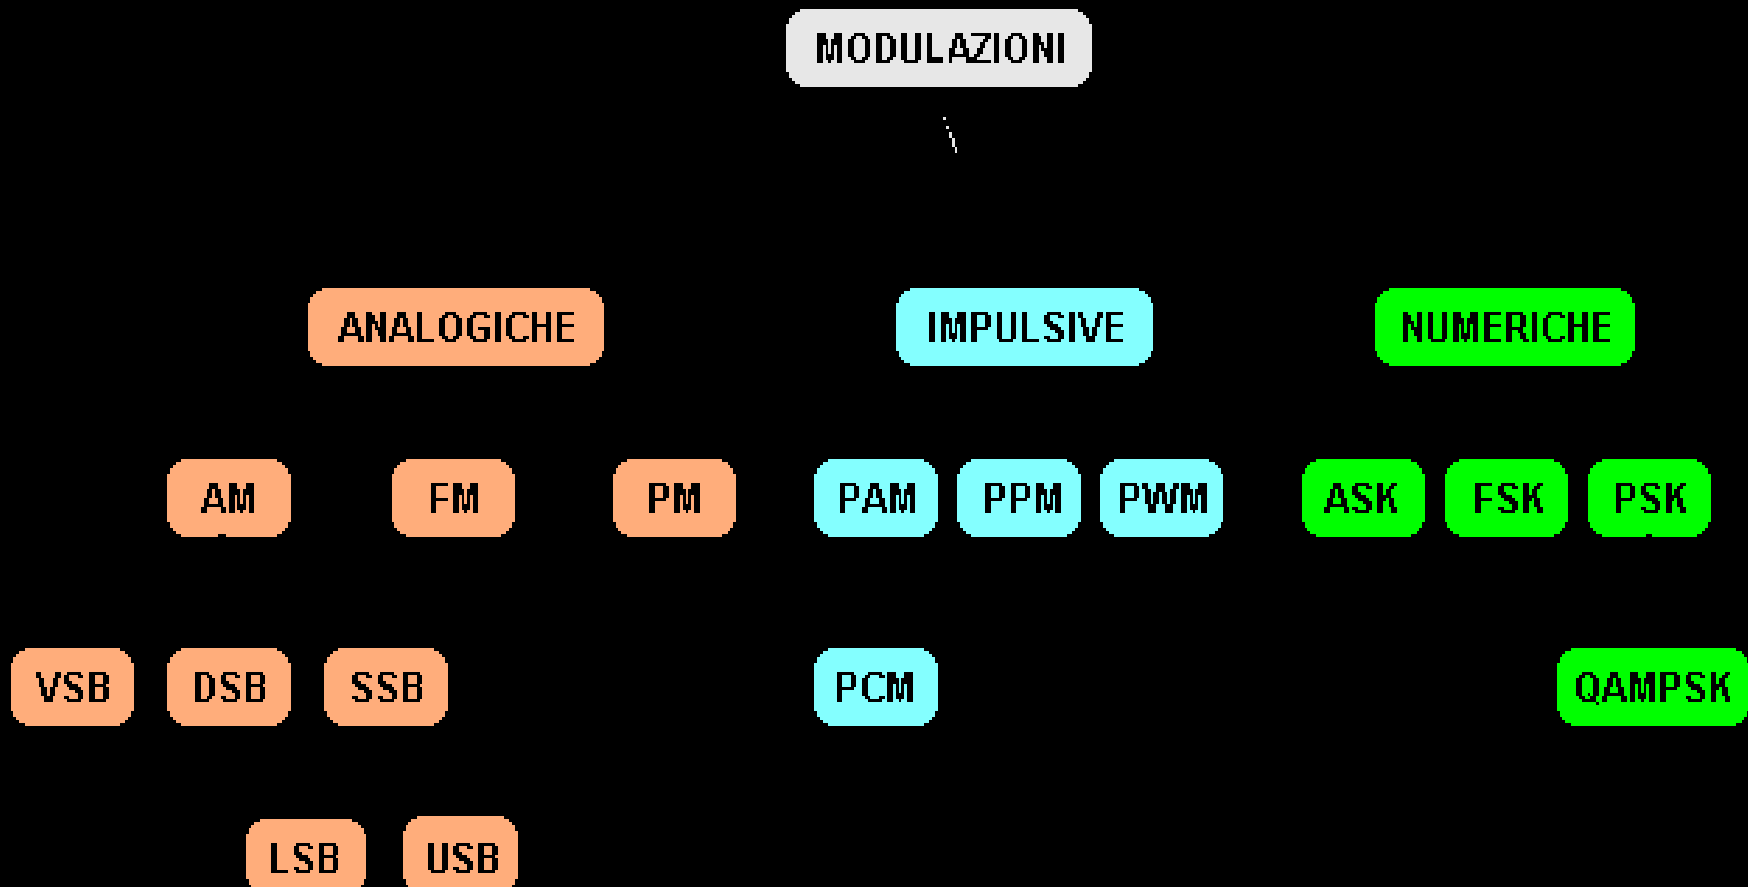 MODULAZIONI
ANALOGICHE IMPULSIVE NUMERICHE
AM FM PM PAM PPM PWM ASK FSK PSK
VSB DSB SSB PCM QAMPSK
LSB USB